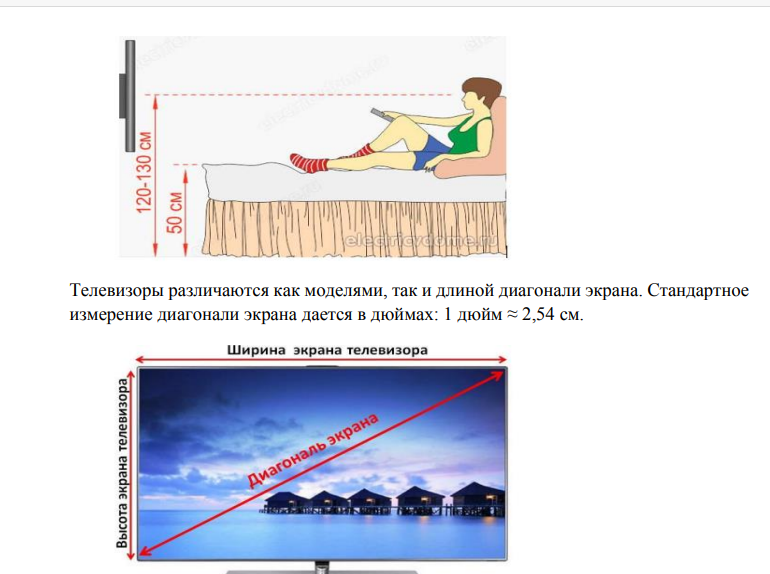 120-130 см
50 см
electricvdome.ru
Телевизоры различаются как моделями, так и длиной диагонали экрана. Стандартное
измерение диагонали экрана дается в дюймах: 1 дюйм ≈ 2,54 см.
Ширина экрана телевизора
Высота экрана телевизора
Диагональ экрана